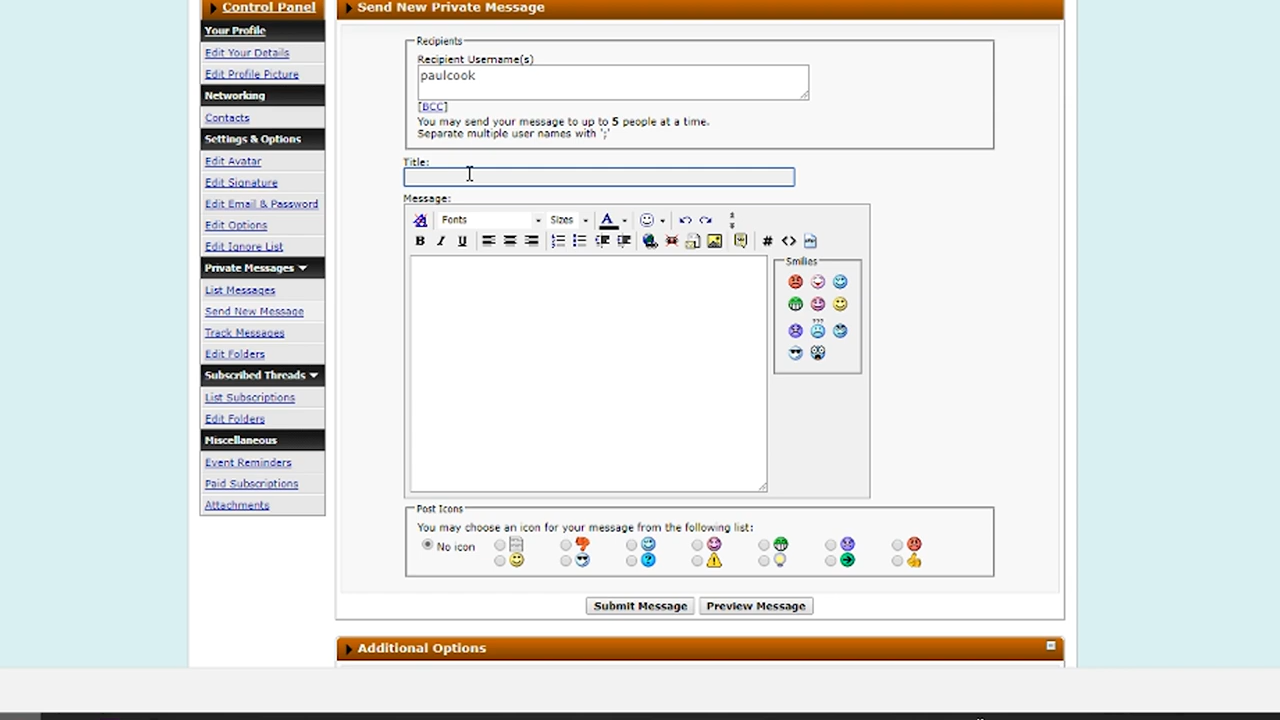 Control Panel
Your Profile
Edit Your Details
Edit Profile Picture
Networking
Contacts
Settings & Options
Edit Avatar
Edit Signature
Edit Email & Password
Edit Options
Edit Ignore List
Private Messages
List Messages
Send New Message
Track Messages
Edit Folders
Subscribed Threads
List Subscriptions
Edit Folders
Miscellaneous
Event Reminders
Paid Subscriptions
Attachments
Send New Private Message
Recipients
Recipient Username(s)
paulcook
[BCC]
You may send your message to up to 5 people at a time.
Separate multiple user names with ';'
Title:
Message:
Fonts Sizes A
B I U # <>
Smilies
Post Icons
You may choose an icon for your message from the following list:
No icon
Submit Message Preview Message
Additional Options